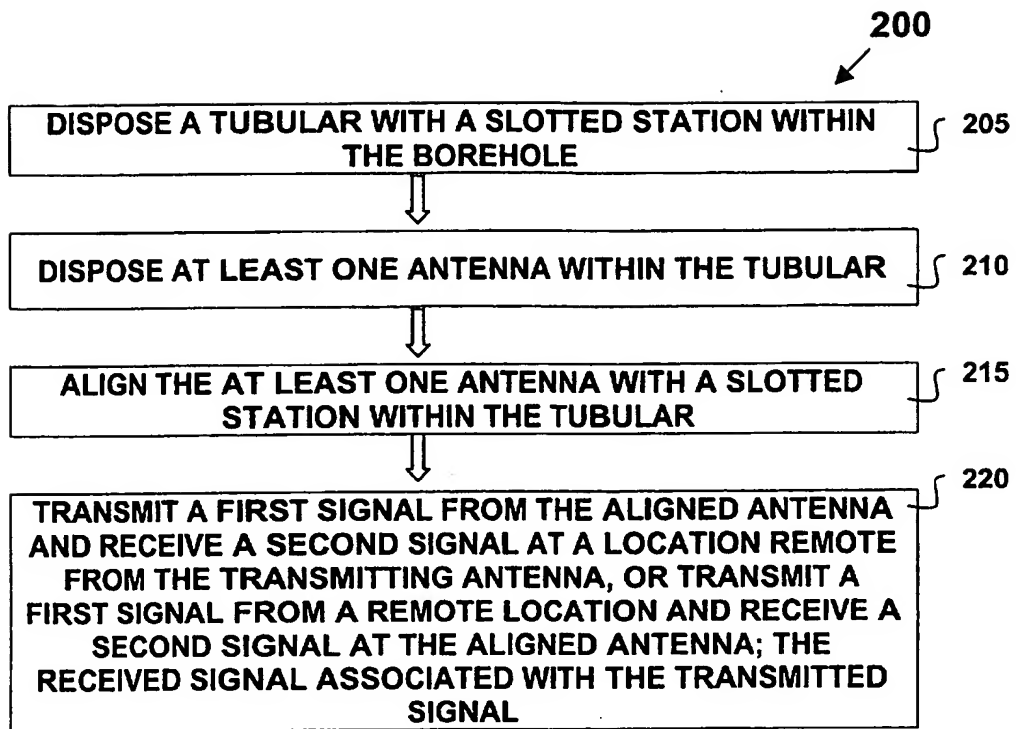 200
DISPOSE A TUBULAR WITH A SLOTTED STATION WITHIN
THE BOREHOLE
205
DISPOSE AT LEAST ONE ANTENNA WITHIN THE TUBULAR
210
ALIGN THE AT LEAST ONE ANTENNA WITH A SLOTTED
STATION WITHIN THE TUBULAR
215
TRANSMIT A FIRST SIGNAL FROM THE ALIGNED ANTENNA
AND RECEIVE A SECOND SIGNAL AT A LOCATION REMOTE
FROM THE TRANSMITTING ANTENNA, OR TRANSMIT A
FIRST SIGNAL FROM A REMOTE LOCATION AND RECEIVE A
SECOND SIGNAL AT THE ALIGNED ANTENNA; THE
RECEIVED SIGNAL ASSOCIATED WITH THE TRANSMITTED
SIGNAL
220